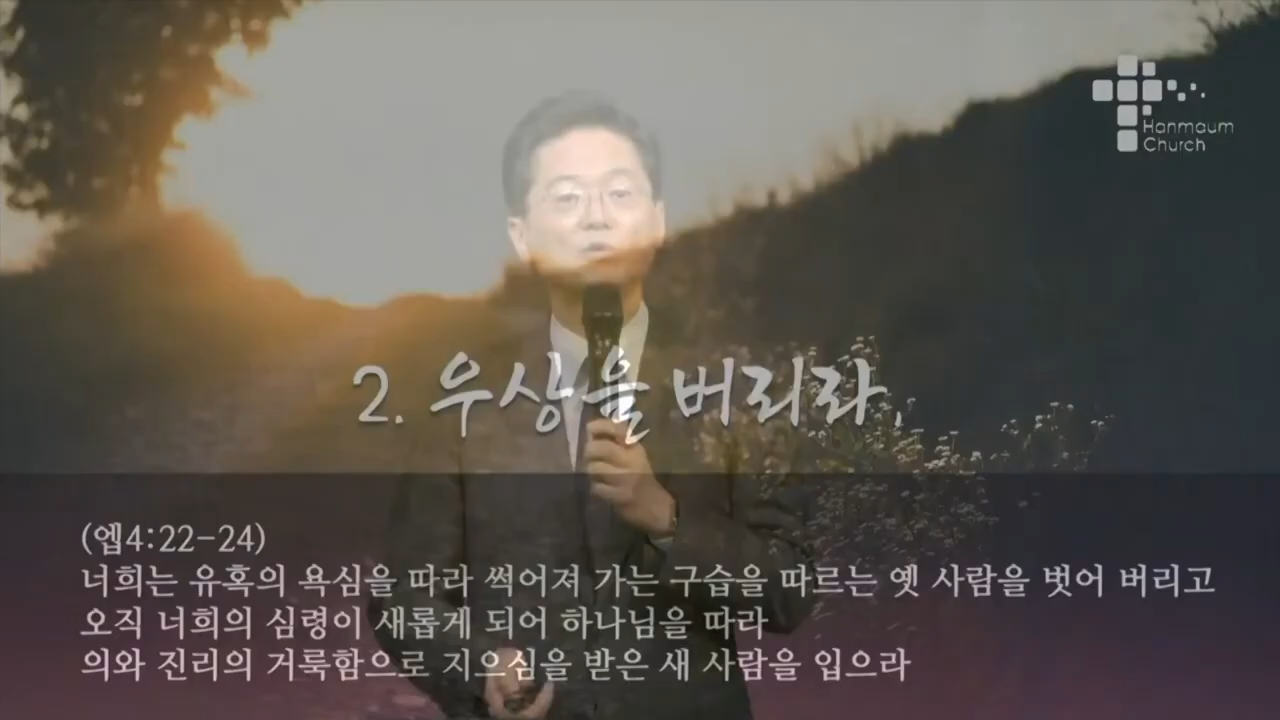 Hanmaum
Church
2. 우상을 버리라.
(엡4:22-24)
너희는 유혹의 욕심을 따라 썩어져 가는 구습을 따르는 옛 사람을 벗어 버리고
오직 너희의 심령이 새롭게 되어 하나님을 따라
의와 진리의 거룩함으로 지으심을 받은 새 사람을 입으라